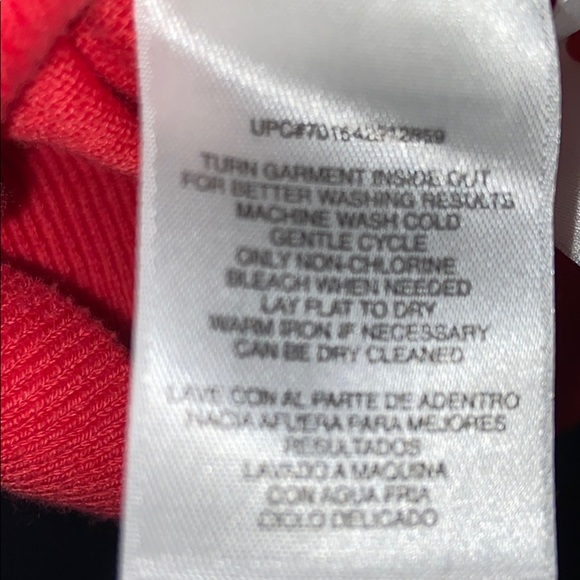 TURN GARMENT INSIDE OUT
FOR BETTER WASHING RESULTS
MACHINE WASH COLD
GENTLE CYCLE
ONLY NON-CHLORINE
BLEACH WHEN NEEDED
LAY FLAT TO DRY
WARM IRON IF NECESSARY
CAN BE DRY CLEANED
LAVE CON AL PARTE DE ADENTRO
HACIA AFUERA PARA MEJORES
RESULTADOS
LAVADO A MAQUINA
CON AGUA FRIA
CICLO DELICADO